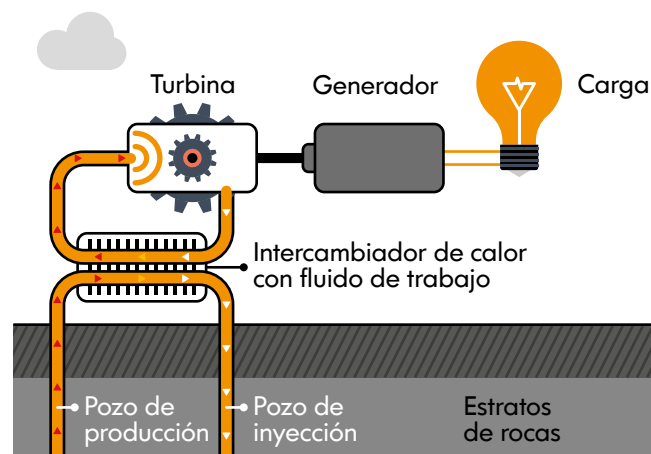 Turbina
Generador
Carga
Intercambiador de calor
con fluido de trabajo
Pozo de
producción
Pozo de
inyección
Estratos
de rocas